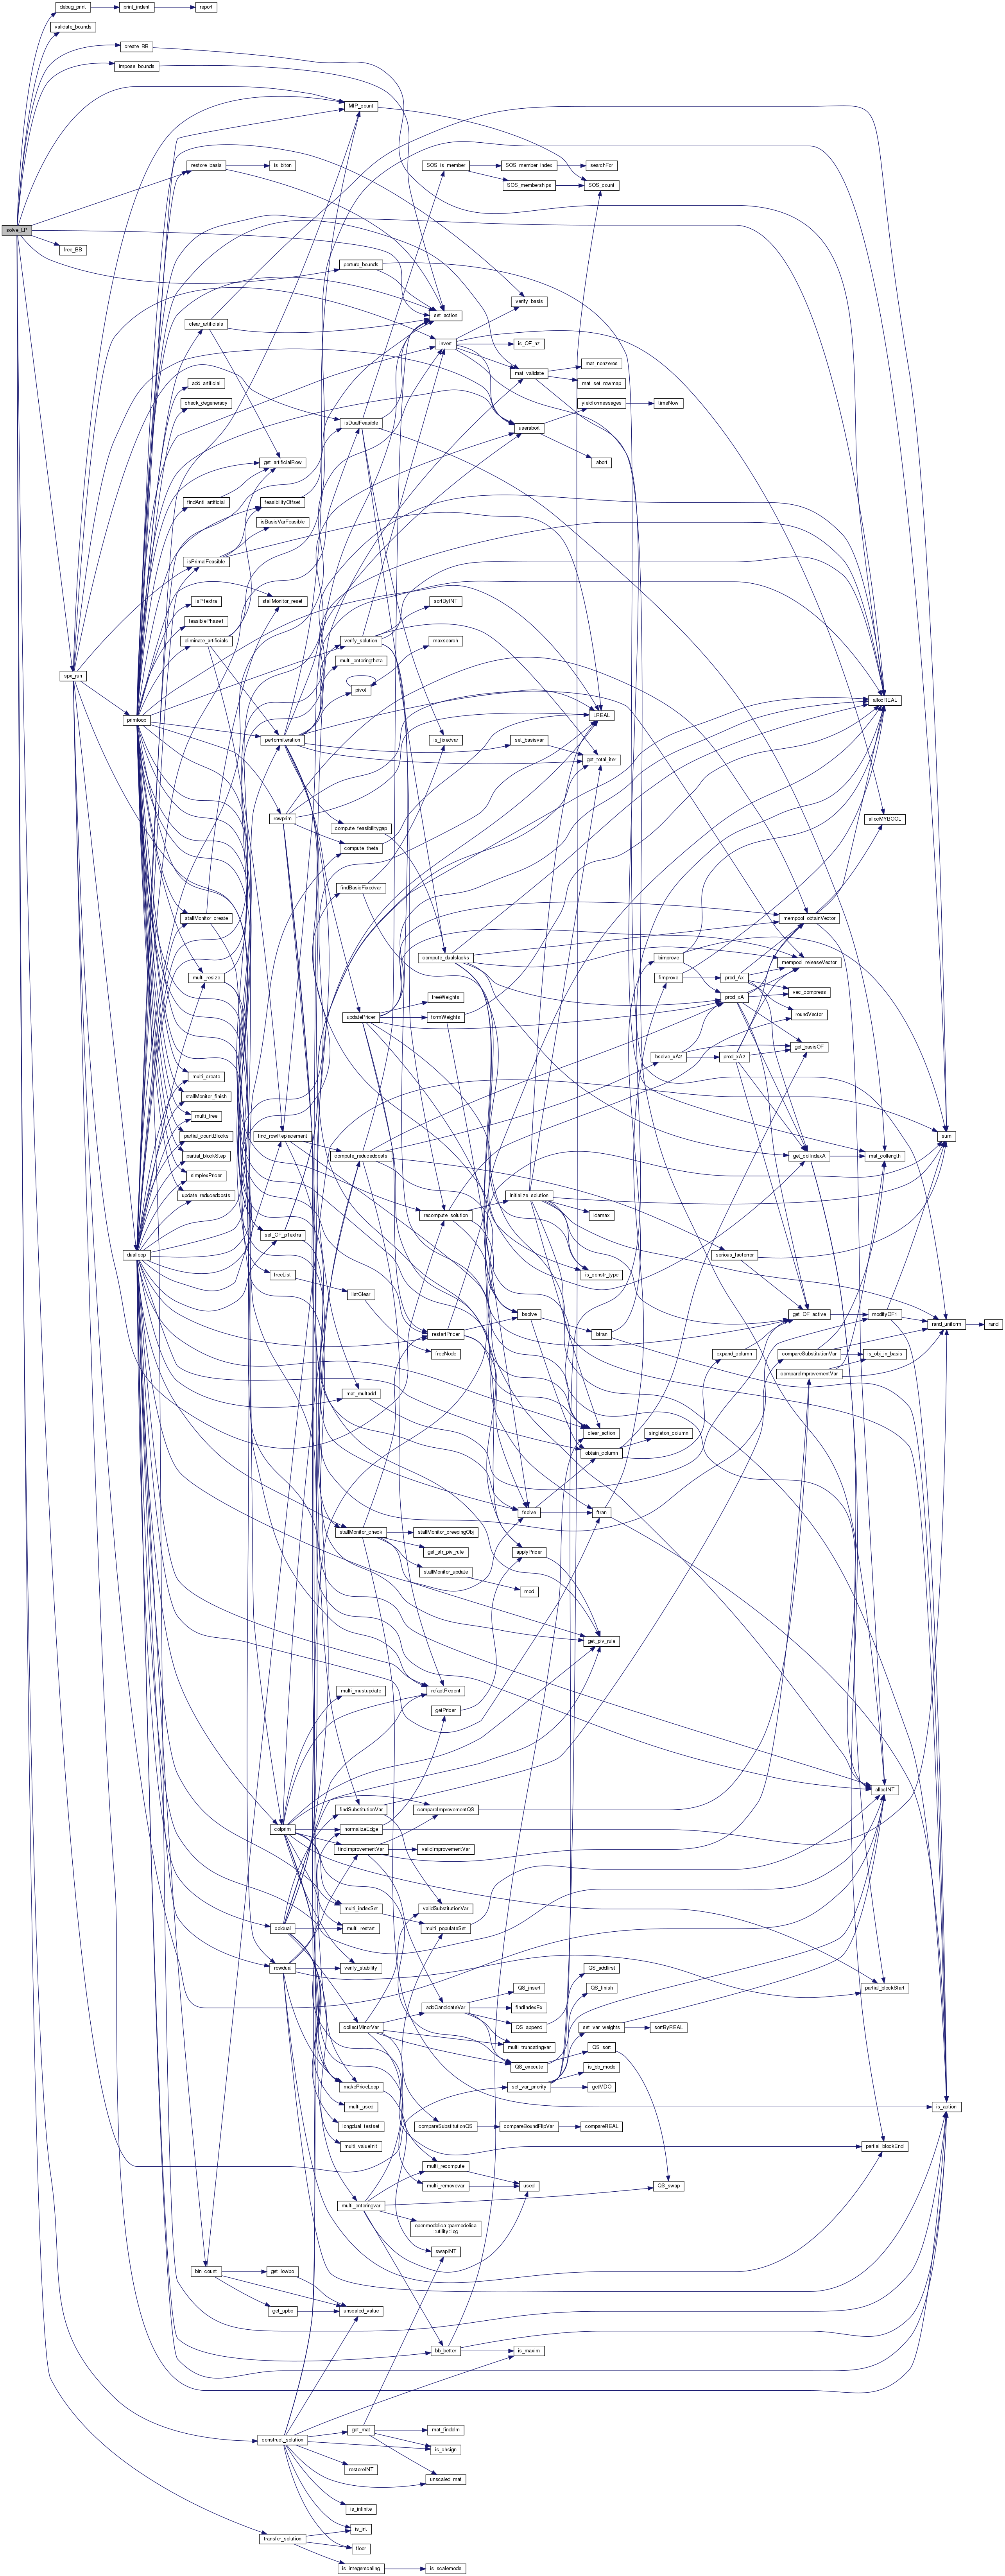 debug_print
print_indent
report
validate_bounds
create_BB
impose_bounds
MIP_count
restore_basis
is_biton
SOS_is_member
SOS_member_index
searchFor
SOS_memberships
SOS_count
solve_LP
free_BB
perturb_bounds
verify_basis
set_action
clear_artificials
invert
is_OF_nz
mat_validate
mat_nonzeros
mat_set_rowmap
add_artificial
check_degeneracy
yieldformessages
timeNow
isDualFeasible
userabort
get_artificialRow
abort
findAnti_artificial
feasibilityOffset
isBasisVarFeasible
isPrimalFeasible
isP1extra
stallMonitor_reset
sortByINT
feasiblePhase1
eliminate_artificials
verify_solution
maxsearch
multi_enteringtheta
spx_run
pivot
allocREAL
primloop
LREAL
performiteration
is_fixedvar
set_basisvar
get_total_iter
rowprim
allocMYBOOL
compute_feasibilitygap
compute_theta
findBasicFixedvar
stallMonitor_create
mempool_obtainVector
compute_dualslacks
bimprove
mempool_releaseVector
multi_resize
fimprove
prod_Ax
vec_compress
freeWeights
prod_xA
updatePricer
formWeights
roundVector
get_basisOF
bsolve_xA2
prod_xA2
multi_create
stallMonitor_finish
multi_free
partial_countBlocks
find_rowReplacement
sum
partial_blockStep
compute_reducedcosts
get_colIndexA
mat_collength
simplexPricer
update_reducedcosts
initialize_solution
recompute_solution
idamax
set_OF_p1extra
dualloop
serious_facterror
freeList
is_constr_type
listClear
bsolve
get_OF_active
modifyOF1
rand_uniform
rand
restartPricer
btran
freeNode
expand_column
compareSubstitutionVar
is_obj_in_basis
compareImprovementVar
mat_multadd
clear_action
singleton_column
obtain_column
fsolve
ftran
stallMonitor_check
stallMonitor_creepingObj
get_str_piv_rule
applyPricer
stallMonitor_update
mod
get_piv_rule
multi_mustupdate
refactRecent
getPricer
allocINT
findSubstitutionVar
compareImprovementQS
colprim
normalizeEdge
findImprovementVar
validImprovementVar
multi_indexSet
validSubstitutionVar
coldual
multi_restart
multi_populateSet
rowdual
verify_stability
QS_addfirst
partial_blockStart
QS_insert
QS_finish
addCandidateVar
findIndexEx
collectMinorVar
QS_append
set_var_weights
sortByREAL
multi_truncatingvar
QS_sort
QS_execute
is_bb_mode
makePriceLoop
set_var_priority
getMDO
multi_used
is_action
longdual_testset
compareSubstitutionQS
compareBoundFlipVar
compareREAL
multi_valueInit
partial_blockEnd
multi_recompute
multi_removevar
used
QS_swap
multi_enteringvar
openmodelica::parmodelica
::utility::log
swapINT
bin_count
get_lowbo
get_upbo
unscaled_value
bb_better
is_maxim
get_mat
mat_findelm
construct_solution
is_chsign
restoreINT
unscaled_mat
is_infinite
is_int
transfer_solution
floor
is_integerscaling
is_scalemode